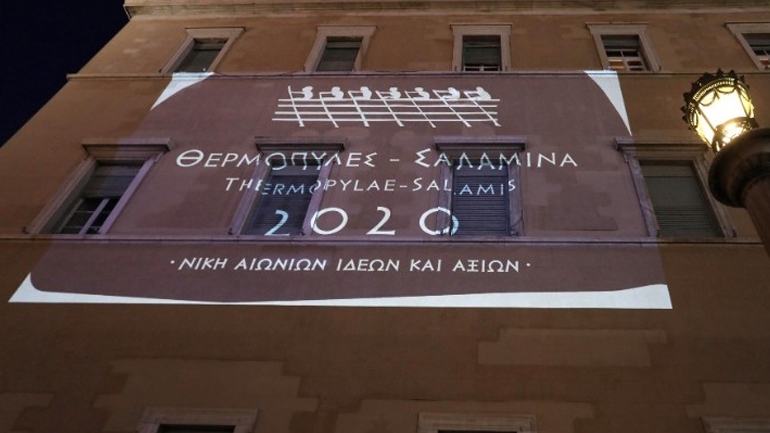 ΘΕΡΜΟΠΥΛΕΣ - ΣΑΛΑΜΙΝΑ
THERMOPYLAE-SALAMIS
2020
· ΝΙΚΗ ΑΙΩΝΙΩΝ ΙΔΕΩΝ ΚΑΙ ΑΞΙΩΝ ·